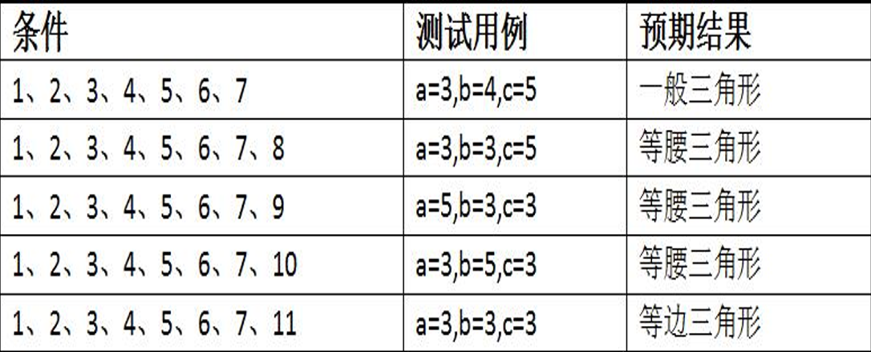 条件 测试用例 预期结果
1、2、3、4、5、6、7 a=3,b=4,c=5 一般三角形
1、2、3、4、5、6、7、8 a=3,b=3,c=5 等腰三角形
1、2、3、4、5、6、7、9 a=5,b=3,c=3 等腰三角形
1、2、3、4、5、6、7、10 a=3,b=5,c=3 等腰三角形
1、2、3、4、5、6、7、11 a=3,b=3,c=3 等边三角形